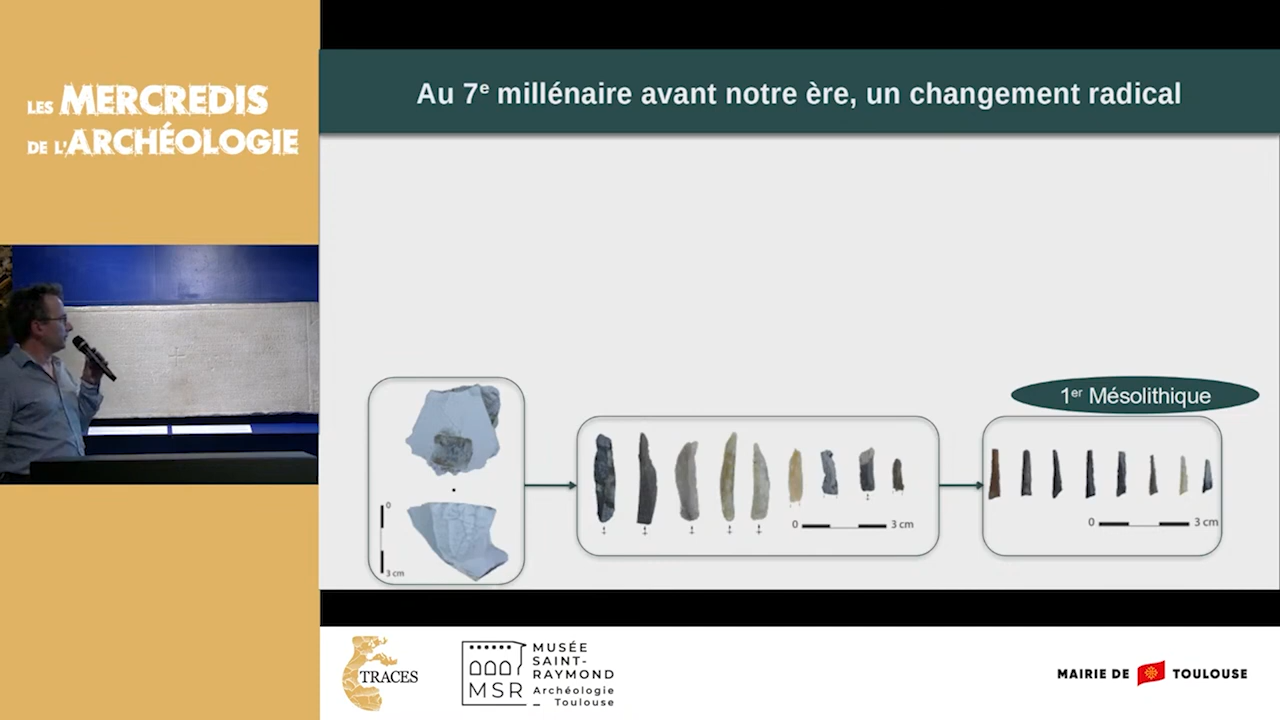 LES MERCREDIS
DE L'ARCHÉOLOGIE
Au 7ᵉ millénaire avant notre ère, un changement radical
1ᵉʳ Mésolithique
0
3 cm
0
3 cm
0
3 cm
TRACES
MSR
MUSÉE
SAINT-
RAYMOND
Archéologie
_ Toulouse
MAIRIE DE TOULOUSE